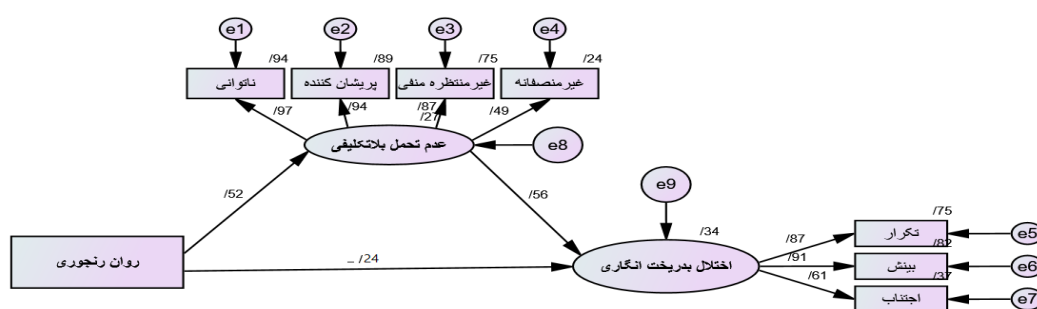 e1
e2
e3
e4
/94
/89
/75
/24
ناتوانی
پریشان کننده
غیرمنتظره منفی
غیرمنصفانه
/97
/94
/87
/27
/49
عدم تحمل بلاتکلیفی
e8
/52
/56
e9
/34
/75
تکرار
e5
/87
روان رنجوری
– /24
اختلال بدریخت انگاری
/91
/82
بینش
e6
/61
/37
اجتناب
e7